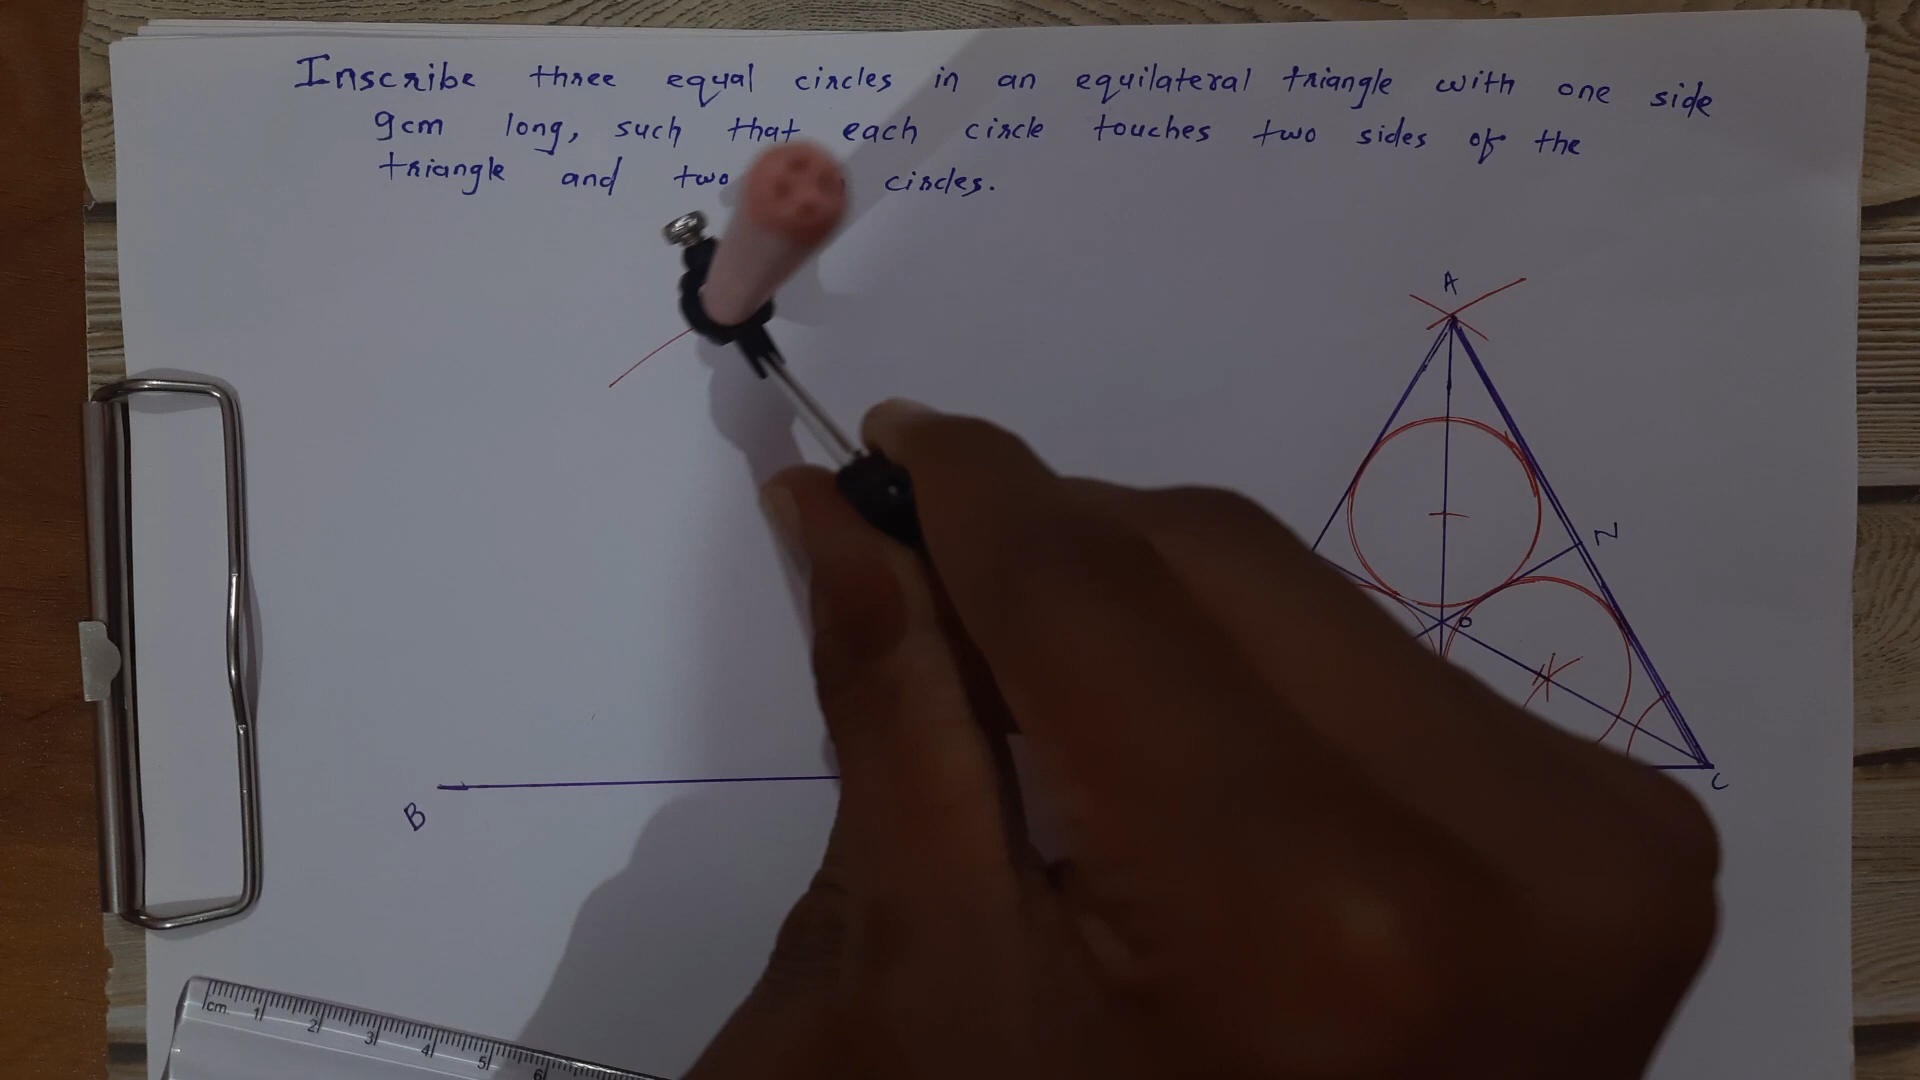 Inscribe three equal circles in an equilateral triangle with one side
9cm long, such that each circle touches two sides of the
triangle and two circles.
A
N
O
C
B
cm 1 2 3 4 5 6